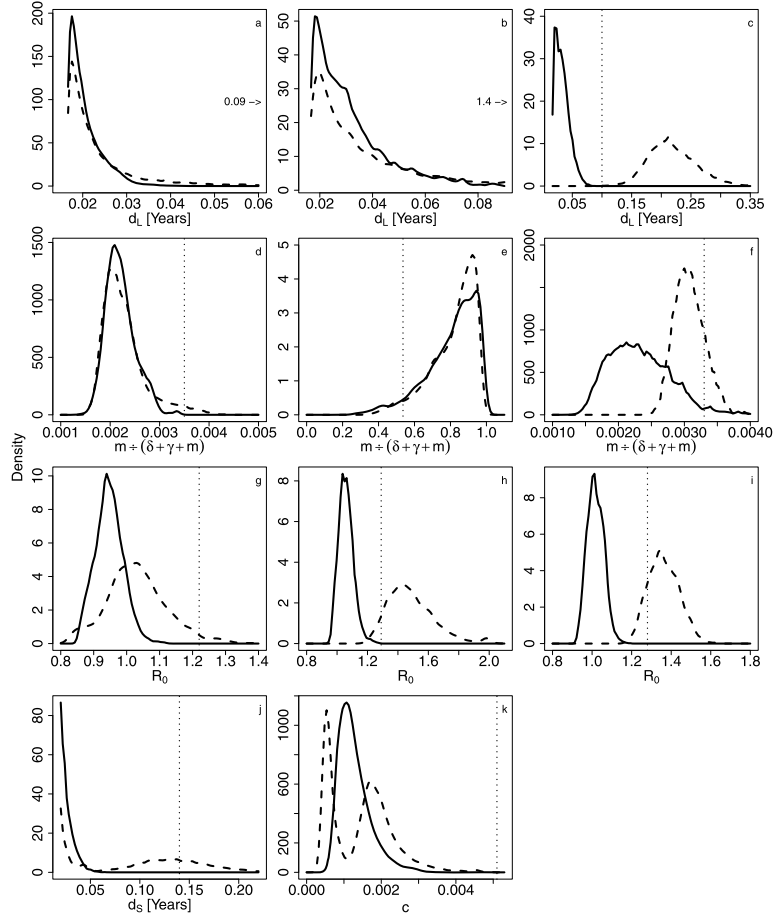 a
0.09 −>
0 50 100 150 200
0.02 0.03 0.04 0.05 0.06
d_L [Years]
b
1.4 −>
0 10 20 30 40 50
0.02 0.04 0.06 0.08
d_L [Years]
c
0 10 20 30 40
0.05 0.15 0.25 0.35
d_L [Years]
d
0 500 1000 1500
0.001 0.002 0.003 0.004 0.005
m ÷ (δ + γ + m)
e
0 1 2 3 4 5
0.0 0.2 0.4 0.6 0.8 1.0
m ÷ (δ + γ + m)
f
0 500 1000 2000
0.0010 0.0020 0.0030 0.0040
m ÷ (δ + γ + m)
Density
g
0 2 4 6 8 10
0.8 0.9 1.0 1.1 1.2 1.3 1.4
R₀
h
0 2 4 6 8
0.8 1.2 1.6 2.0
R₀
i
0 2 4 6 8
0.8 1.0 1.2 1.4 1.6 1.8
R₀
j
0 20 40 60 80
0.05 0.10 0.15 0.20
d_S [Years]
k
0 200 600 1000
0.000 0.002 0.004
c